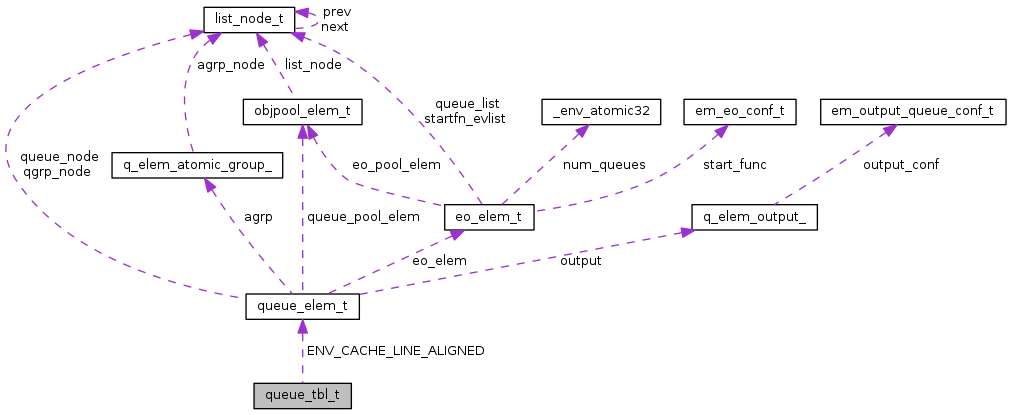 list_node_t
prev
next
agrp_node
list_node
queue_list
startfn_evlist
objpool_elem_t
_env_atomic32
em_eo_conf_t
em_output_queue_conf_t
queue_node
qgrp_node
q_elem_atomic_group_
eo_pool_elem
num_queues
start_func
output_conf
agrp
queue_pool_elem
eo_elem_t
q_elem_output_
eo_elem
output
queue_elem_t
ENV_CACHE_LINE_ALIGNED
queue_tbl_t